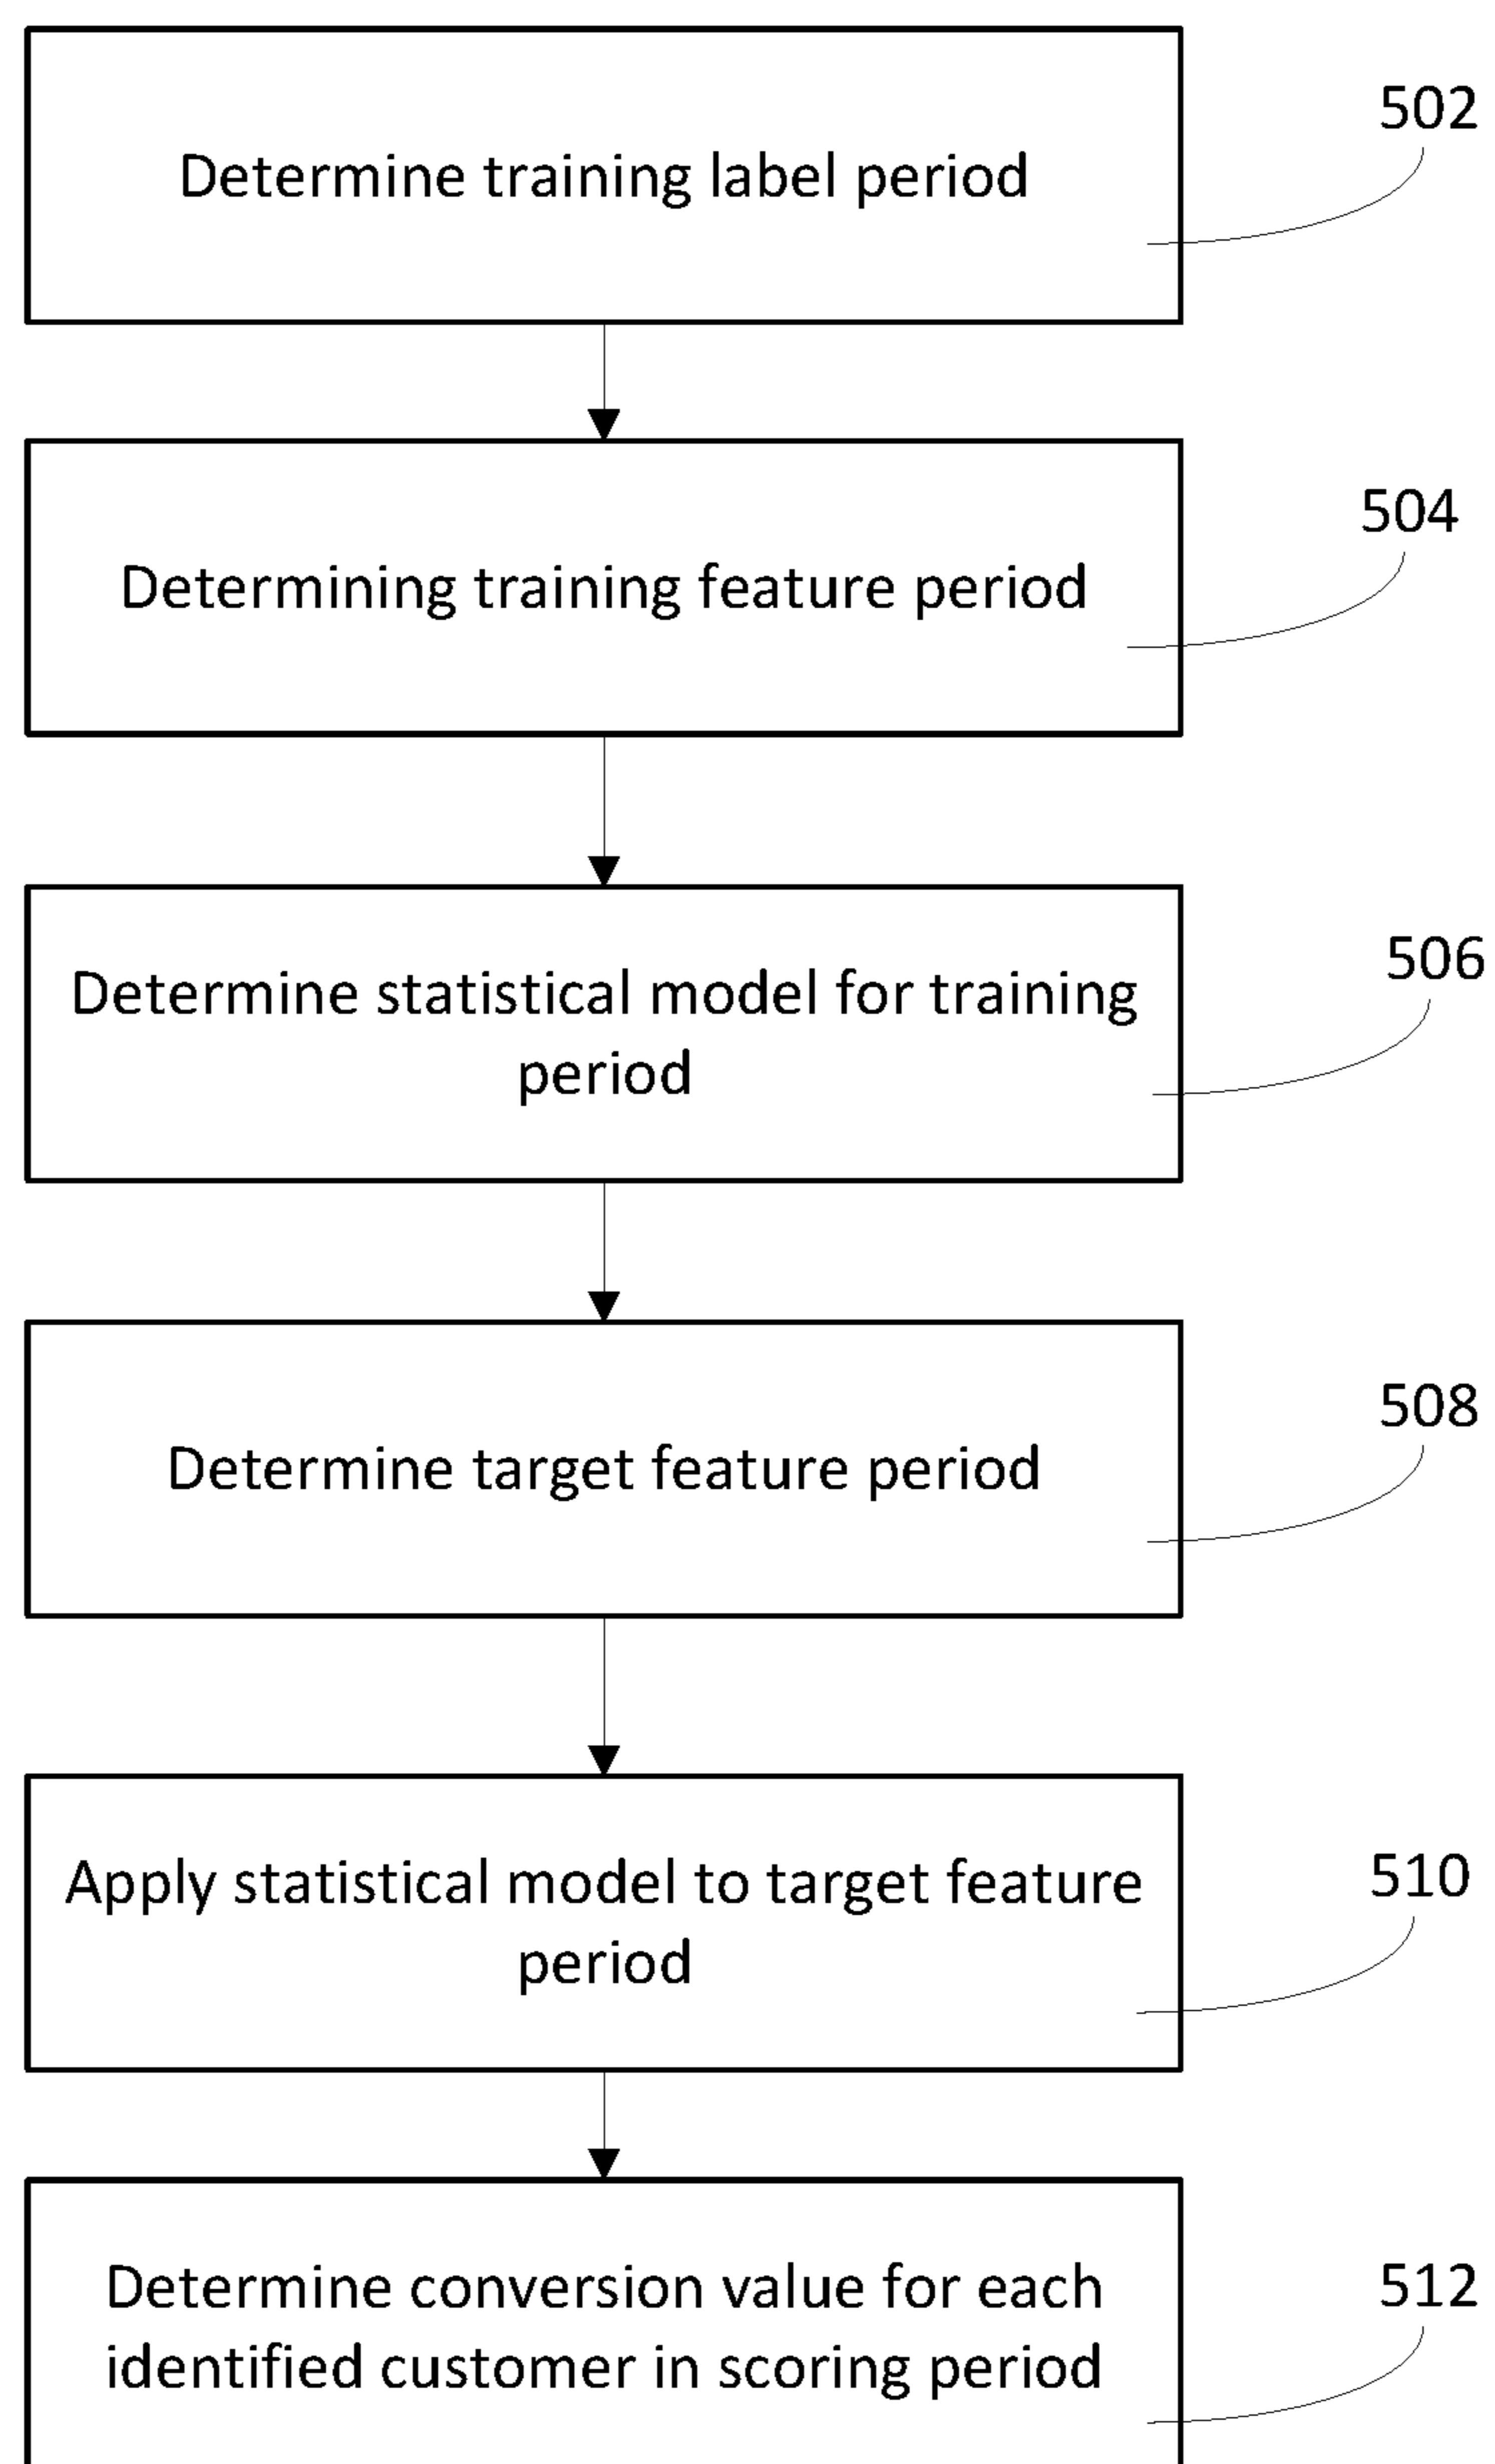 Determine training label period
502
Determining training feature period
504
Determine statistical model for training
period
506
Determine target feature period
508
Apply statistical model to target feature
period
510
Determine conversion value for each
identified customer in scoring period
512